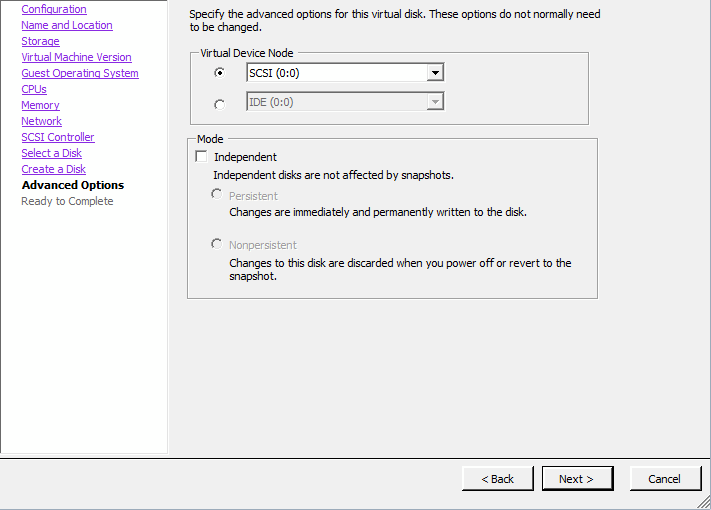 Configuration
Name and Location
Storage
Virtual Machine Version
Guest Operating System
CPUs
Memory
Network
SCSI Controller
Select a Disk
Create a Disk
Advanced Options
Ready to Complete
Specify the advanced options for this virtual disk. These options do not normally need
to be changed.
Virtual Device Node
SCSI (0:0)
IDE (0:0)
Mode
Independent
Independent disks are not affected by snapshots.
Persistent
Changes are immediately and permanently written to the disk.
Nonpersistent
Changes to this disk are discarded when you power off or revert to the
snapshot.
< Back
Next >
Cancel